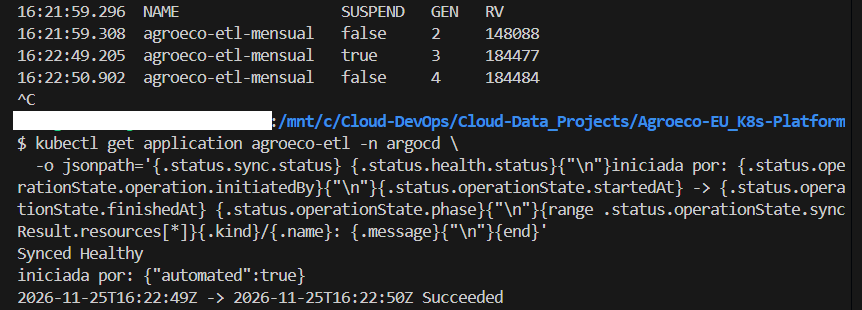 16:21:59.296  NAME                 SUSPEND   GEN   RV
16:21:59.308  agroeco-etl-mensual  false     2     148088
16:22:49.205  agroeco-etl-mensual  true      3     184477
16:22:50.902  agroeco-etl-mensual  false     4     184484
^C
:/mnt/c/Cloud-DevOps/Cloud-Data_Projects/Agroeco-EU_K8s-Platform
$ kubectl get application agroeco-etl -n argocd \
  -o jsonpath='{.status.sync.status} {.status.health.status}{"\n"}iniciada por: {.status.ope
rationState.operation.initiatedBy}{"\n"}{.status.operationState.startedAt} -> {.status.opera
tionState.finishedAt} {.status.operationState.phase}{"\n"}{range .status.operationState.sync
Result.resources[*]}{.kind}/{.name}: {.message}{"\n"}{end}'
Synced Healthy
iniciada por: {"automated":true}
2026-11-25T16:22:49Z -> 2026-11-25T16:22:50Z Succeeded